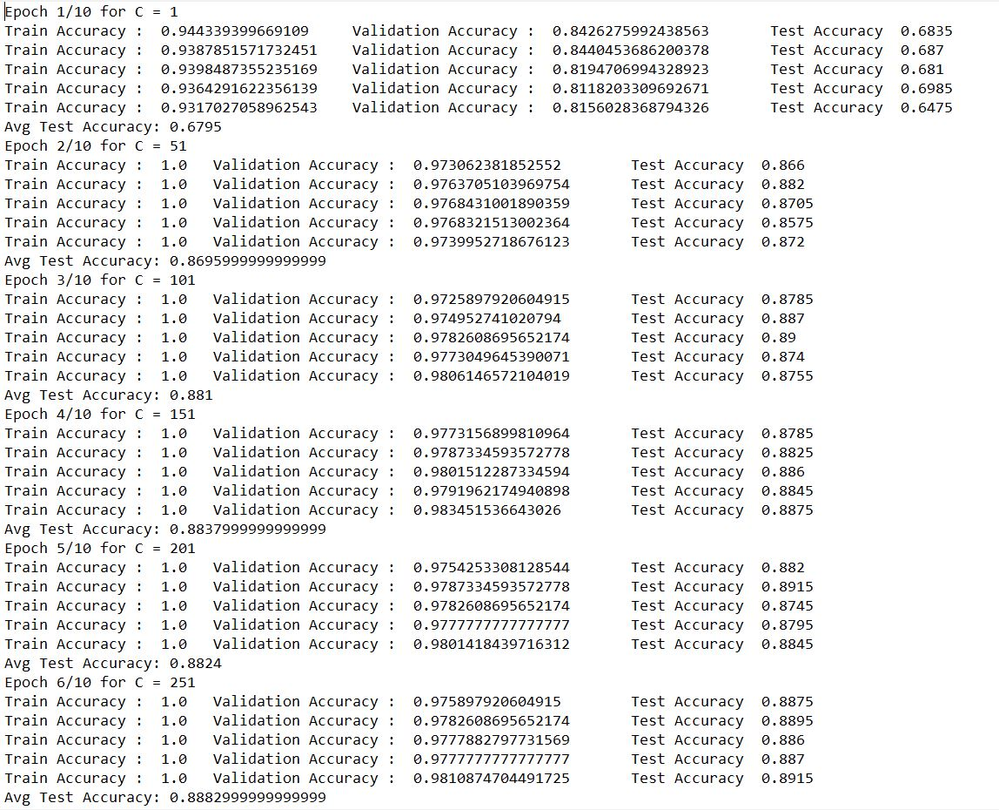 Epoch 1/10 for C = 1
Train Accuracy :  0.944339399669109    Validation Accuracy :  0.8426275992438563    Test Accuracy  0.6835
Train Accuracy :  0.9387851571732451    Validation Accuracy :  0.8440453686200378    Test Accuracy  0.687
Train Accuracy :  0.9398487355235169    Validation Accuracy :  0.8194706994328923    Test Accuracy  0.681
Train Accuracy :  0.9364291622356139    Validation Accuracy :  0.8118203309692671    Test Accuracy  0.6985
Train Accuracy :  0.9317027058962543    Validation Accuracy :  0.8156028368794326    Test Accuracy  0.6475
Avg Test Accuracy: 0.6795
Epoch 2/10 for C = 51
Train Accuracy :  1.0   Validation Accuracy :  0.973062381852552    Test Accuracy  0.866
Train Accuracy :  1.0   Validation Accuracy :  0.9763705103969754    Test Accuracy  0.882
Train Accuracy :  1.0   Validation Accuracy :  0.9768431001890359    Test Accuracy  0.8705
Train Accuracy :  1.0   Validation Accuracy :  0.9768321513002364    Test Accuracy  0.8575
Train Accuracy :  1.0   Validation Accuracy :  0.9739952718676123    Test Accuracy  0.872
Avg Test Accuracy: 0.8695999999999999
Epoch 3/10 for C = 101
Train Accuracy :  1.0   Validation Accuracy :  0.9725897920604915    Test Accuracy  0.8785
Train Accuracy :  1.0   Validation Accuracy :  0.974952741020794    Test Accuracy  0.887
Train Accuracy :  1.0   Validation Accuracy :  0.9782608695652174    Test Accuracy  0.89
Train Accuracy :  1.0   Validation Accuracy :  0.9773049645390071    Test Accuracy  0.874
Train Accuracy :  1.0   Validation Accuracy :  0.9806146572104019    Test Accuracy  0.8755
Avg Test Accuracy: 0.881
Epoch 4/10 for C = 151
Train Accuracy :  1.0   Validation Accuracy :  0.9773156899810964    Test Accuracy  0.8785
Train Accuracy :  1.0   Validation Accuracy :  0.9787334593572778    Test Accuracy  0.8825
Train Accuracy :  1.0   Validation Accuracy :  0.9801512287334594    Test Accuracy  0.886
Train Accuracy :  1.0   Validation Accuracy :  0.9791962174940898    Test Accuracy  0.8845
Train Accuracy :  1.0   Validation Accuracy :  0.983451536643026    Test Accuracy  0.8875
Avg Test Accuracy: 0.8837999999999999
Epoch 5/10 for C = 201
Train Accuracy :  1.0   Validation Accuracy :  0.9754253308128544    Test Accuracy  0.882
Train Accuracy :  1.0   Validation Accuracy :  0.9787334593572778    Test Accuracy  0.8915
Train Accuracy :  1.0   Validation Accuracy :  0.9782608695652174    Test Accuracy  0.8745
Train Accuracy :  1.0   Validation Accuracy :  0.9777777777777777    Test Accuracy  0.8795
Train Accuracy :  1.0   Validation Accuracy :  0.9801418439716312    Test Accuracy  0.8845
Avg Test Accuracy: 0.8824
Epoch 6/10 for C = 251
Train Accuracy :  1.0   Validation Accuracy :  0.975897920604915    Test Accuracy  0.8875
Train Accuracy :  1.0   Validation Accuracy :  0.9782608695652174    Test Accuracy  0.8895
Train Accuracy :  1.0   Validation Accuracy :  0.9777882797731569    Test Accuracy  0.886
Train Accuracy :  1.0   Validation Accuracy :  0.9777777777777777    Test Accuracy  0.887
Train Accuracy :  1.0   Validation Accuracy :  0.9810874704491725    Test Accuracy  0.8915
Avg Test Accuracy: 0.8882999999999999